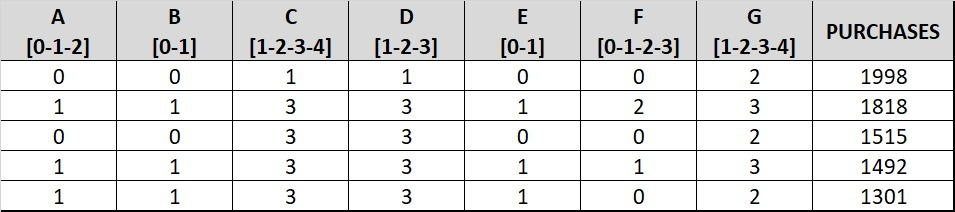 A B C D E F G PURCHASES
[0-1-2] [0-1] [1-2-3-4] [1-2-3] [0-1] [0-1-2-3] [1-2-3-4]
0 0 1 1 0 0 2 1998
1 1 3 3 1 2 3 1818
0 0 3 3 0 0 2 1515
1 1 3 3 1 1 3 1492
1 1 3 3 1 0 2 1301